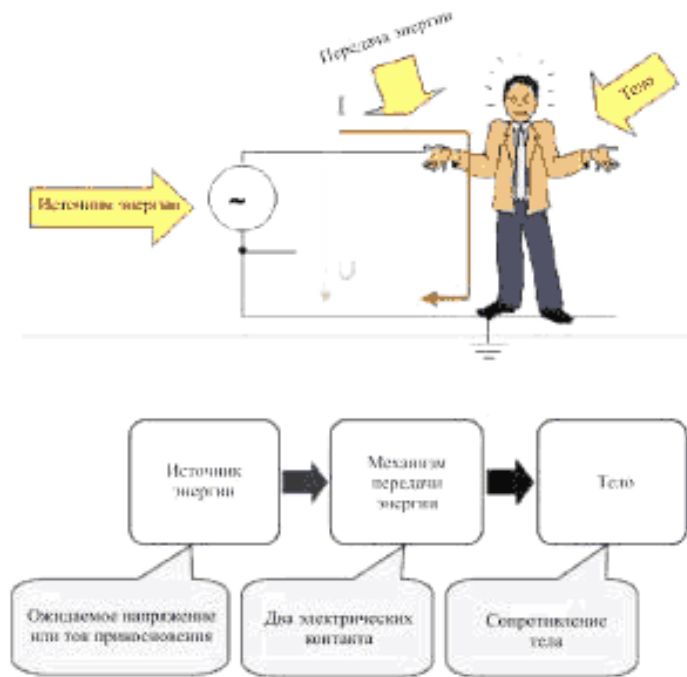 Передача энергии
Тело
Источник энергии
~
U
Источник
энергии
Механизм
передачи
энергии
Тело
Ожидаемое напряжение
или ток прикосновения
Два электрических
контакта
Сопротивление
тела